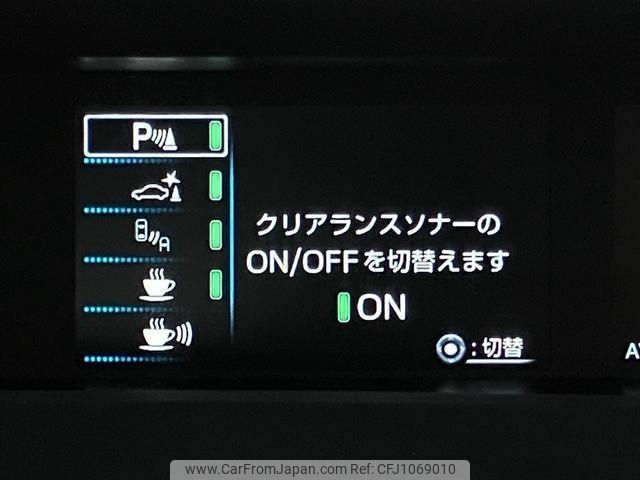 P
クリアランスソナーの
ON/OFFを切替えます
ON
A
:切替
www.CarFromJapan.com | Ref. CFJ1069010